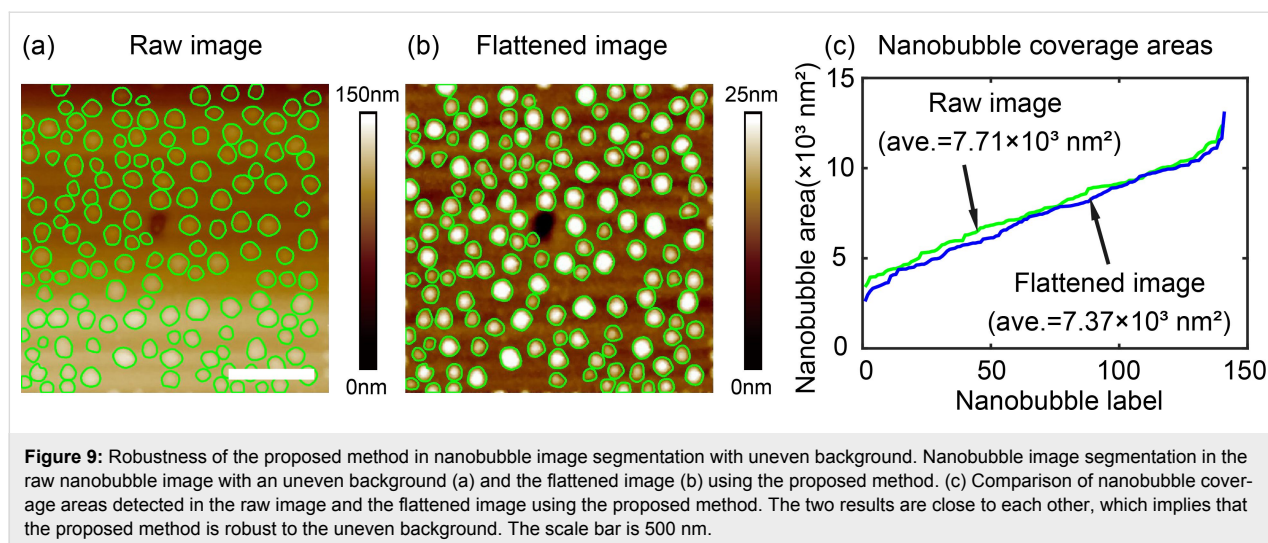 (a) Raw image
150nm
0nm
(b) Flattened image
25nm
0nm
(c) Nanobubble coverage areas
Nanobubble area(×10³ nm²)
15
10
5
0
Raw image
(ave.=7.71×10³ nm²)
Flattened image
(ave.=7.37×10³ nm²)
0 50 100 150
Nanobubble label
Figure 9: Robustness of the proposed method in nanobubble image segmentation with uneven background. Nanobubble image segmentation in the
raw nanobubble image with an uneven background (a) and the flattened image (b) using the proposed method. (c) Comparison of nanobubble cover-
age areas detected in the raw image and the flattened image using the proposed method. The two results are close to each other, which implies that
the proposed method is robust to the uneven background. The scale bar is 500 nm.